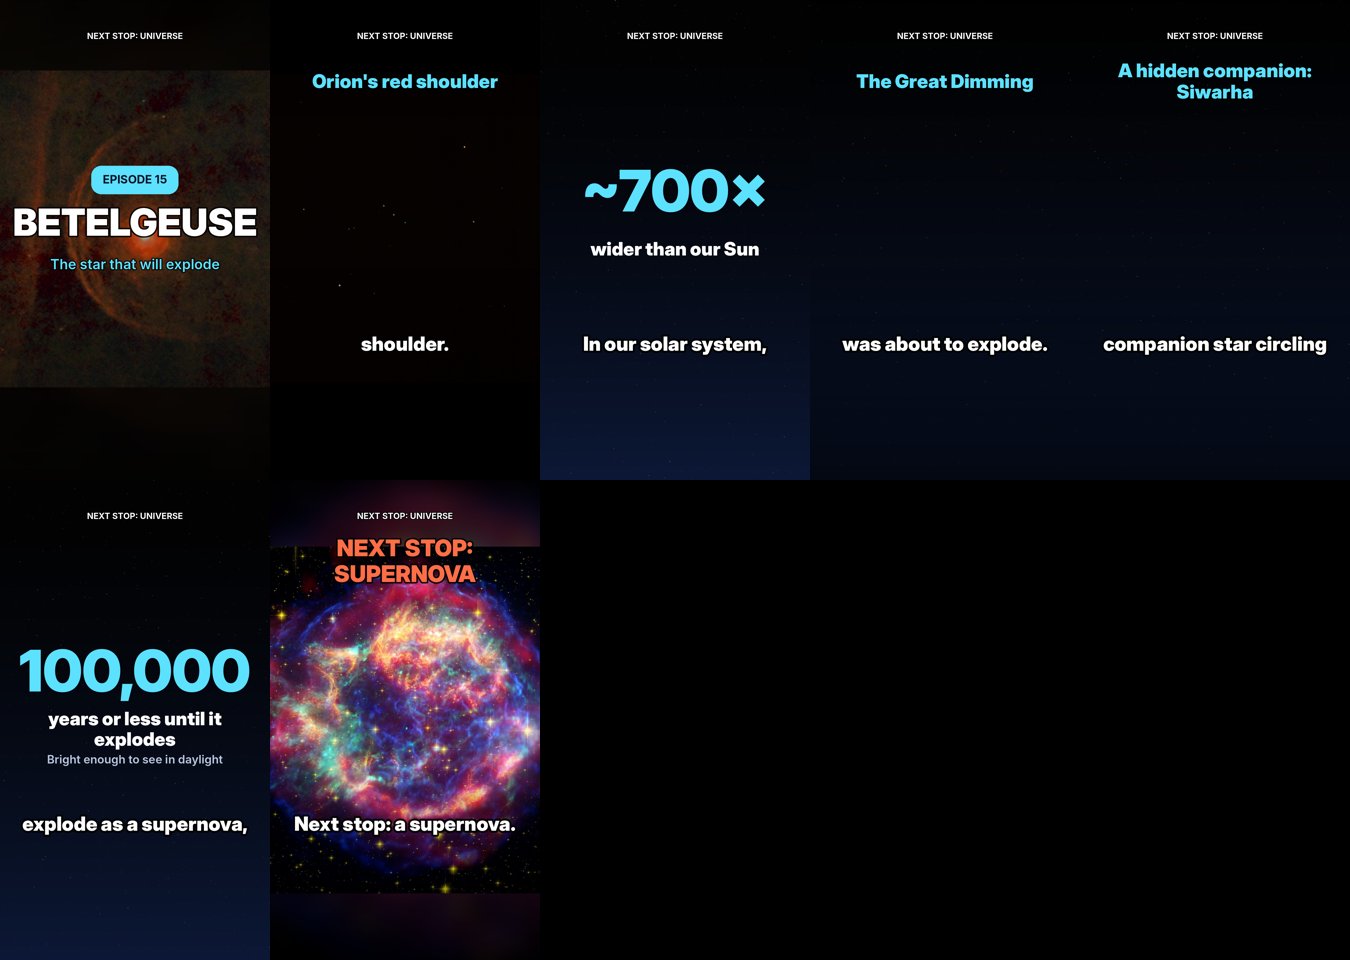 NEXT STOP: UNIVERSE
EPISODE 15
BETELGEUSE
The star that will explode
NEXT STOP: UNIVERSE
Orion's red shoulder
shoulder.
NEXT STOP: UNIVERSE
~700×
wider than our Sun
In our solar system,
NEXT STOP: UNIVERSE
The Great Dimming
was about to explode.
NEXT STOP: UNIVERSE
A hidden companion:
Siwarha
companion star circling
NEXT STOP: UNIVERSE
100,000
years or less until it
explodes
Bright enough to see in daylight
explode as a supernova,
NEXT STOP: UNIVERSE
NEXT STOP:
SUPERNOVA
Next stop: a supernova.